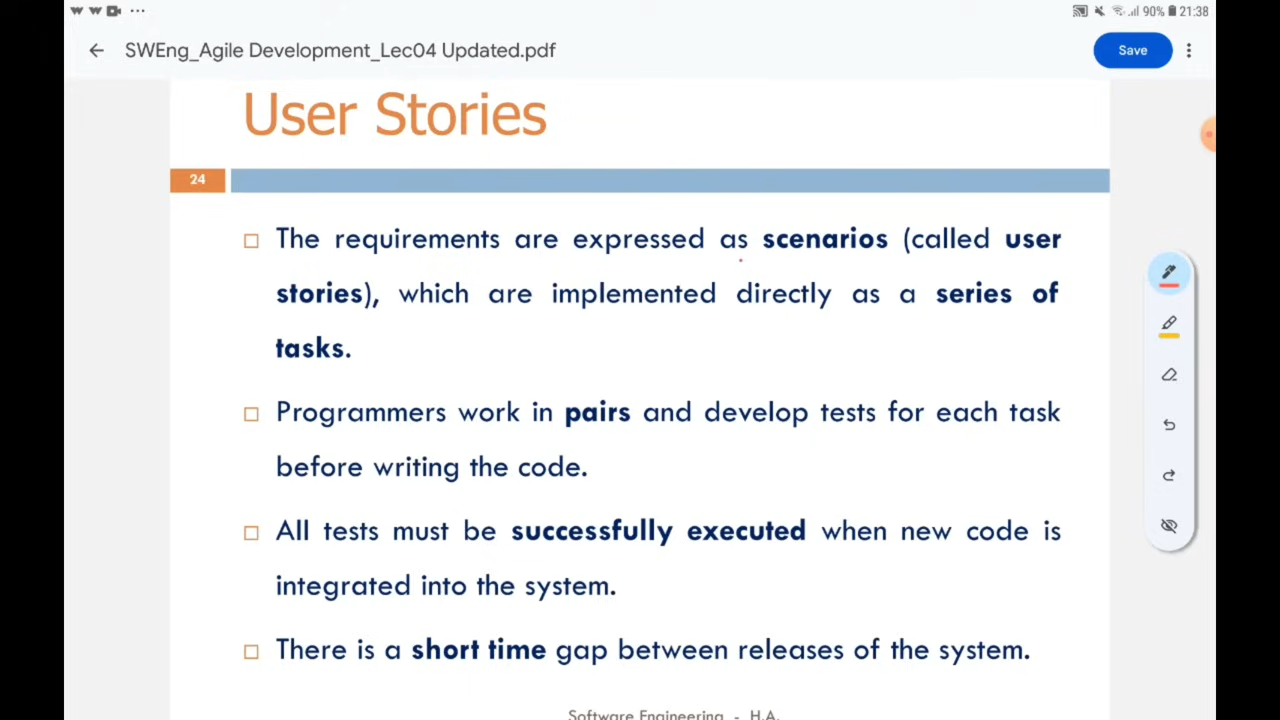 90% 21:38
SWEng_Agile Development_Lec04 Updated.pdf
Save
User Stories
24
The requirements are expressed as scenarios (called user
stories), which are implemented directly as a series of
tasks.
Programmers work in pairs and develop tests for each task
before writing the code.
All tests must be successfully executed when new code is
integrated into the system.
There is a short time gap between releases of the system.
Software Engineering - H.A.